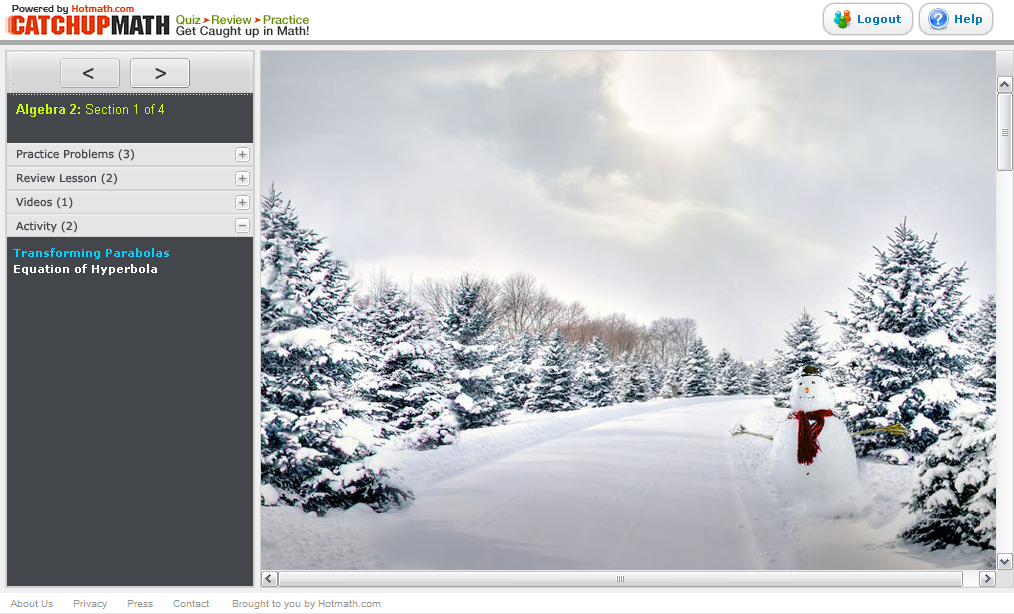 Powered by Hotmath.com
CATCHUPMATH
Quiz ➤ Review ➤ Practice
Get Caught up in Math!
Logout
Help
<
>
Algebra 2: Section 1 of 4
Practice Problems (3)
Review Lesson (2)
Videos (1)
Activity (2)
Transforming Parabolas
Equation of Hyperbola
About Us
Privacy
Press
Contact
Brought to you by Hotmath.com